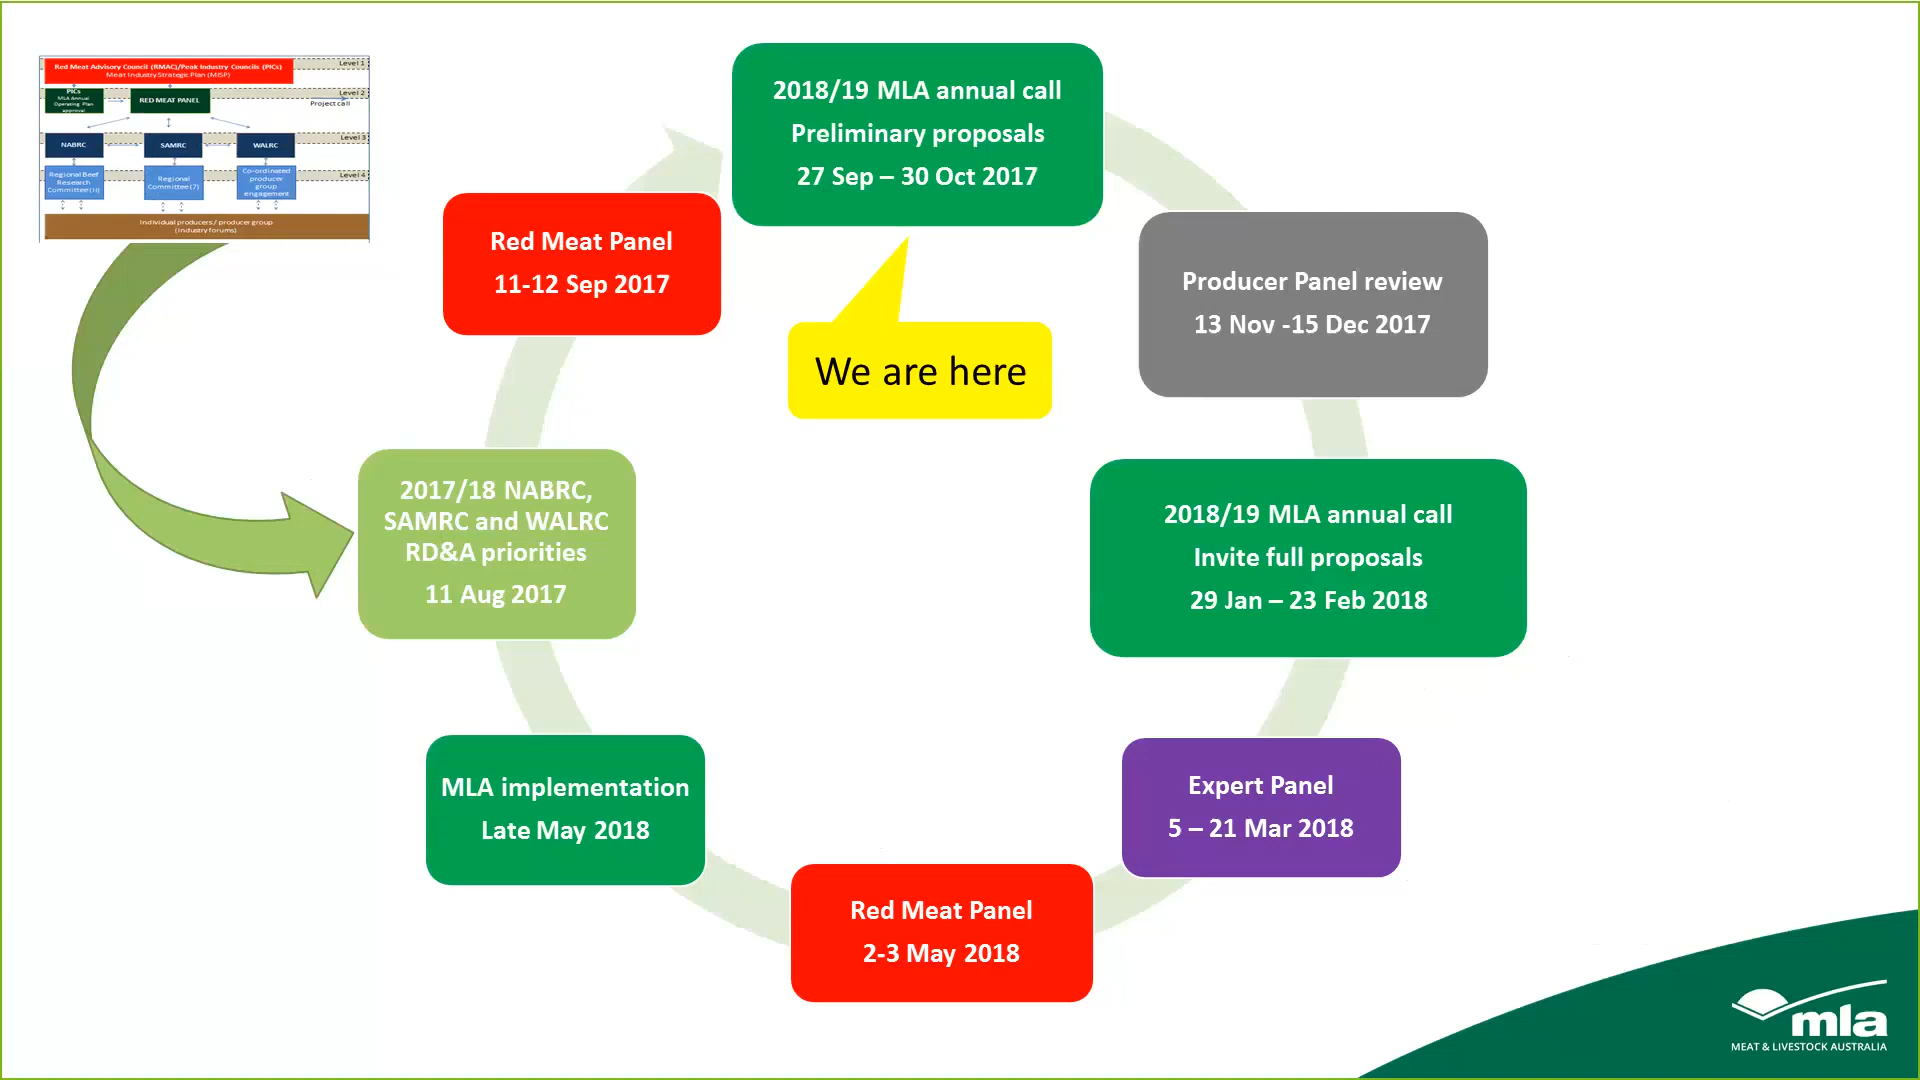 Red Meat Advisory Council (RMAC)/Peak Industry Councils (PICs)
Meat Industry Strategic Plan (MISP)
Level 1
PICs
MLA Annual
Operating Plan
approval
RED MEAT PANEL
Level 2
Project call
Level 3
NABRC
SAMRC
WALRC
Regional Beef
Research
Committee (11)
Regional
Committee (7)
Co-ordinated
producer
group
engagement
Level 4
Individual producers / producer group
(industry forums)
2018/19 MLA annual call
Preliminary proposals
27 Sep – 30 Oct 2017
Red Meat Panel
11-12 Sep 2017
Producer Panel review
13 Nov -15 Dec 2017
We are here
2017/18 NABRC,
SAMRC and WALRC
RD&A priorities
11 Aug 2017
2018/19 MLA annual call
Invite full proposals
29 Jan – 23 Feb 2018
MLA implementation
Late May 2018
Expert Panel
5 – 21 Mar 2018
Red Meat Panel
2-3 May 2018
mla
MEAT & LIVESTOCK AUSTRALIA